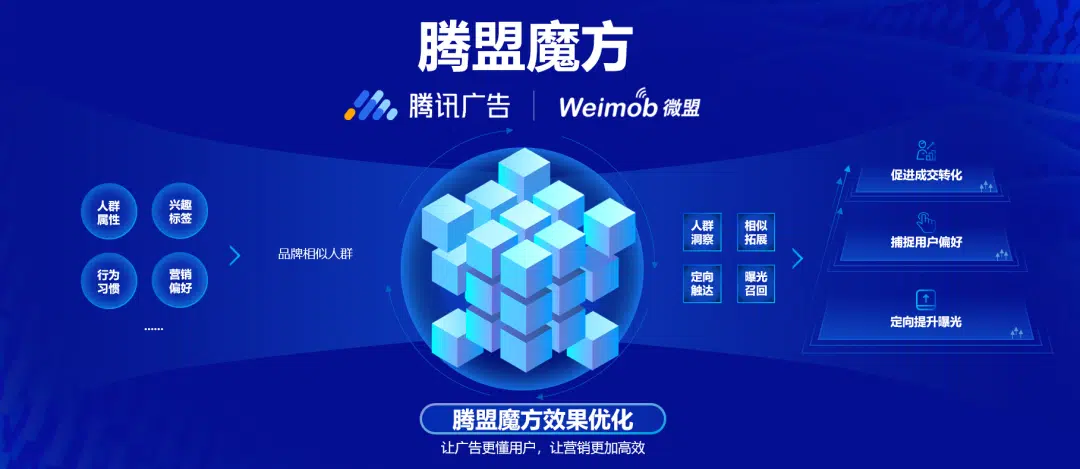 腾盟魔方
腾讯广告 Weimob 微盟
人群
属性
兴趣
标签
行为
习惯
营销
偏好
......
品牌相似人群
人群
洞察
相似
拓展
定向
触达
曝光
召回
促进成交转化
捕捉用户偏好
定向提升曝光
腾盟魔方效果优化
让广告更懂用户，让营销更加高效